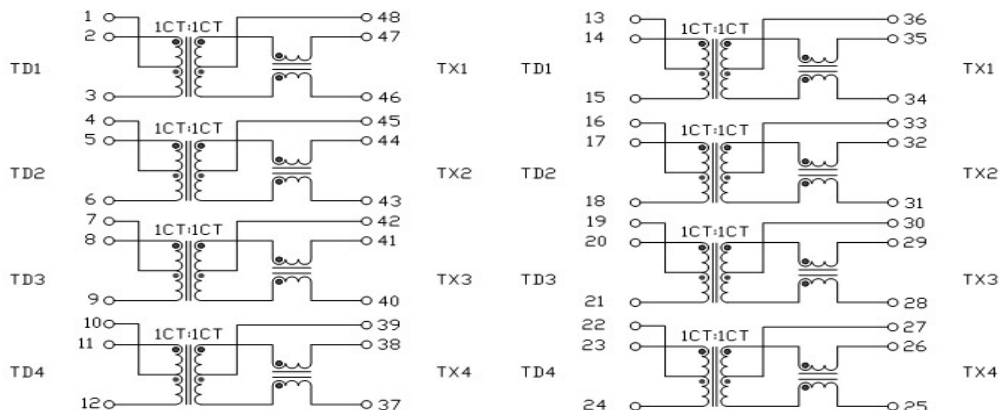 1 1CT:1CT 48
2 47
TD1 TX1
3 46
4 1CT:1CT 45
5 44
TD2 TX2
6 43
7 1CT:1CT 42
8 41
TD3 TX3
9 40
10 1CT:1CT 39
11 38
TD4 TX4
12 37
13 1CT:1CT 36
14 35
TD1 TX1
15 34
16 1CT:1CT 33
17 32
TD2 TX2
18 31
19 1CT:1CT 30
20 29
TD3 TX3
21 28
22 1CT:1CT 27
23 26
TD4 TX4
24 25